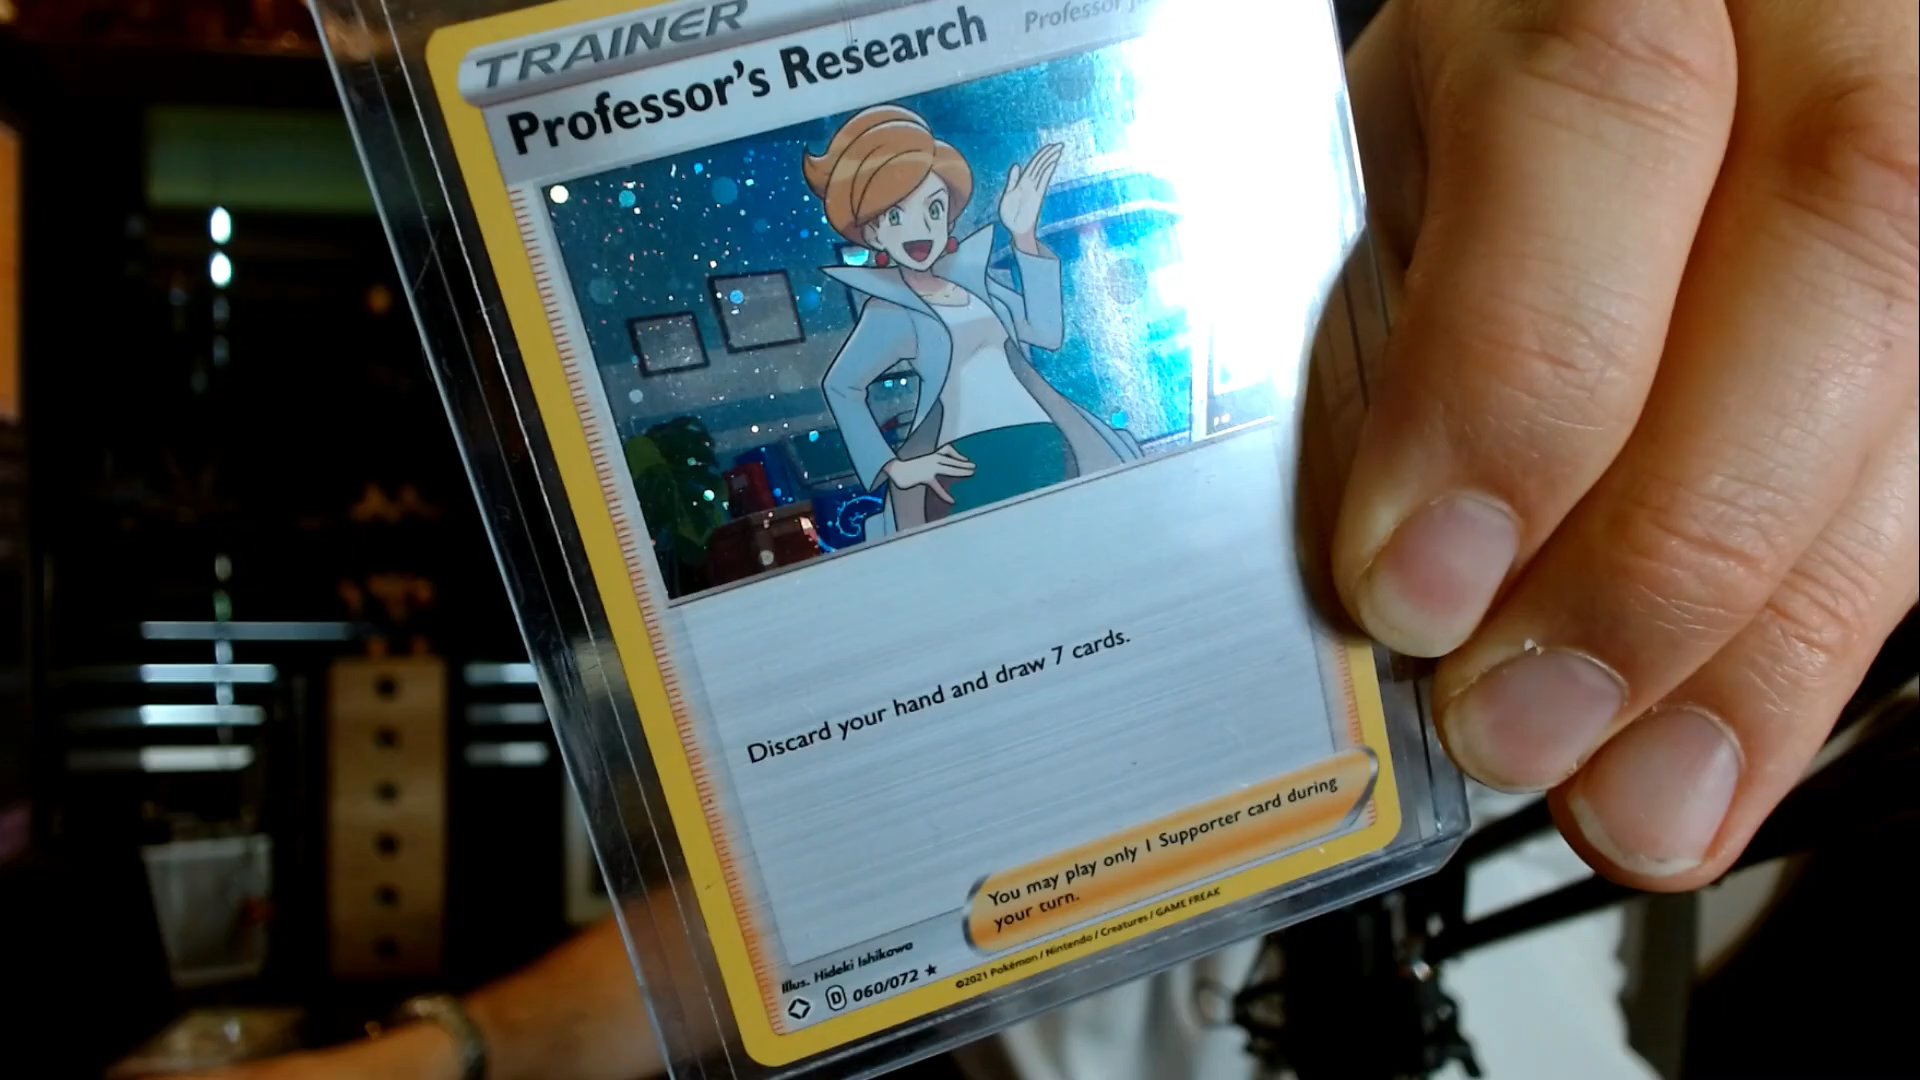 TRAINER
Professor's Research Professor
Discard your hand and draw 7 cards.
You may play only 1 Supporter card during
your turn.
Illus. Hideki Ishikawa
D 060/072 ★
©2021 Pokémon / Nintendo / Creatures / GAME FREAK